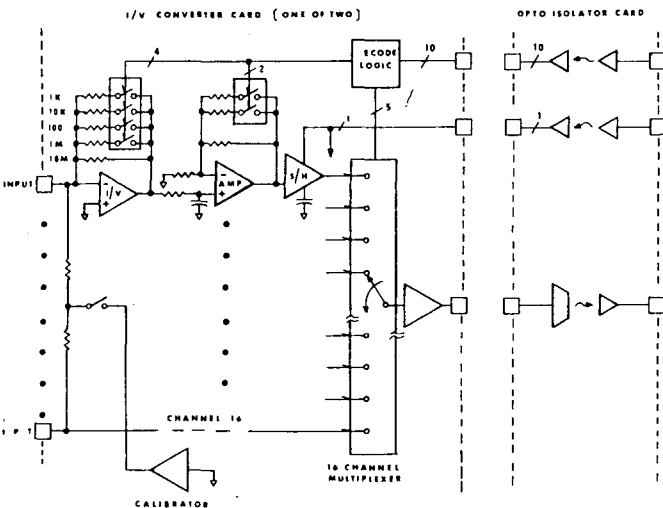 I/V CONVERTER CARD (ONE OF TWO)
OPTO ISOLATOR CARD
4
2
ECODE
LOGIC
10
10
1K
10K
100
1M
10M
5
1
1
INPUT
I/V
AMP
S/H
CHANNEL 16
16 CHANNEL
MULTIPLEXER
CALIBRATOR